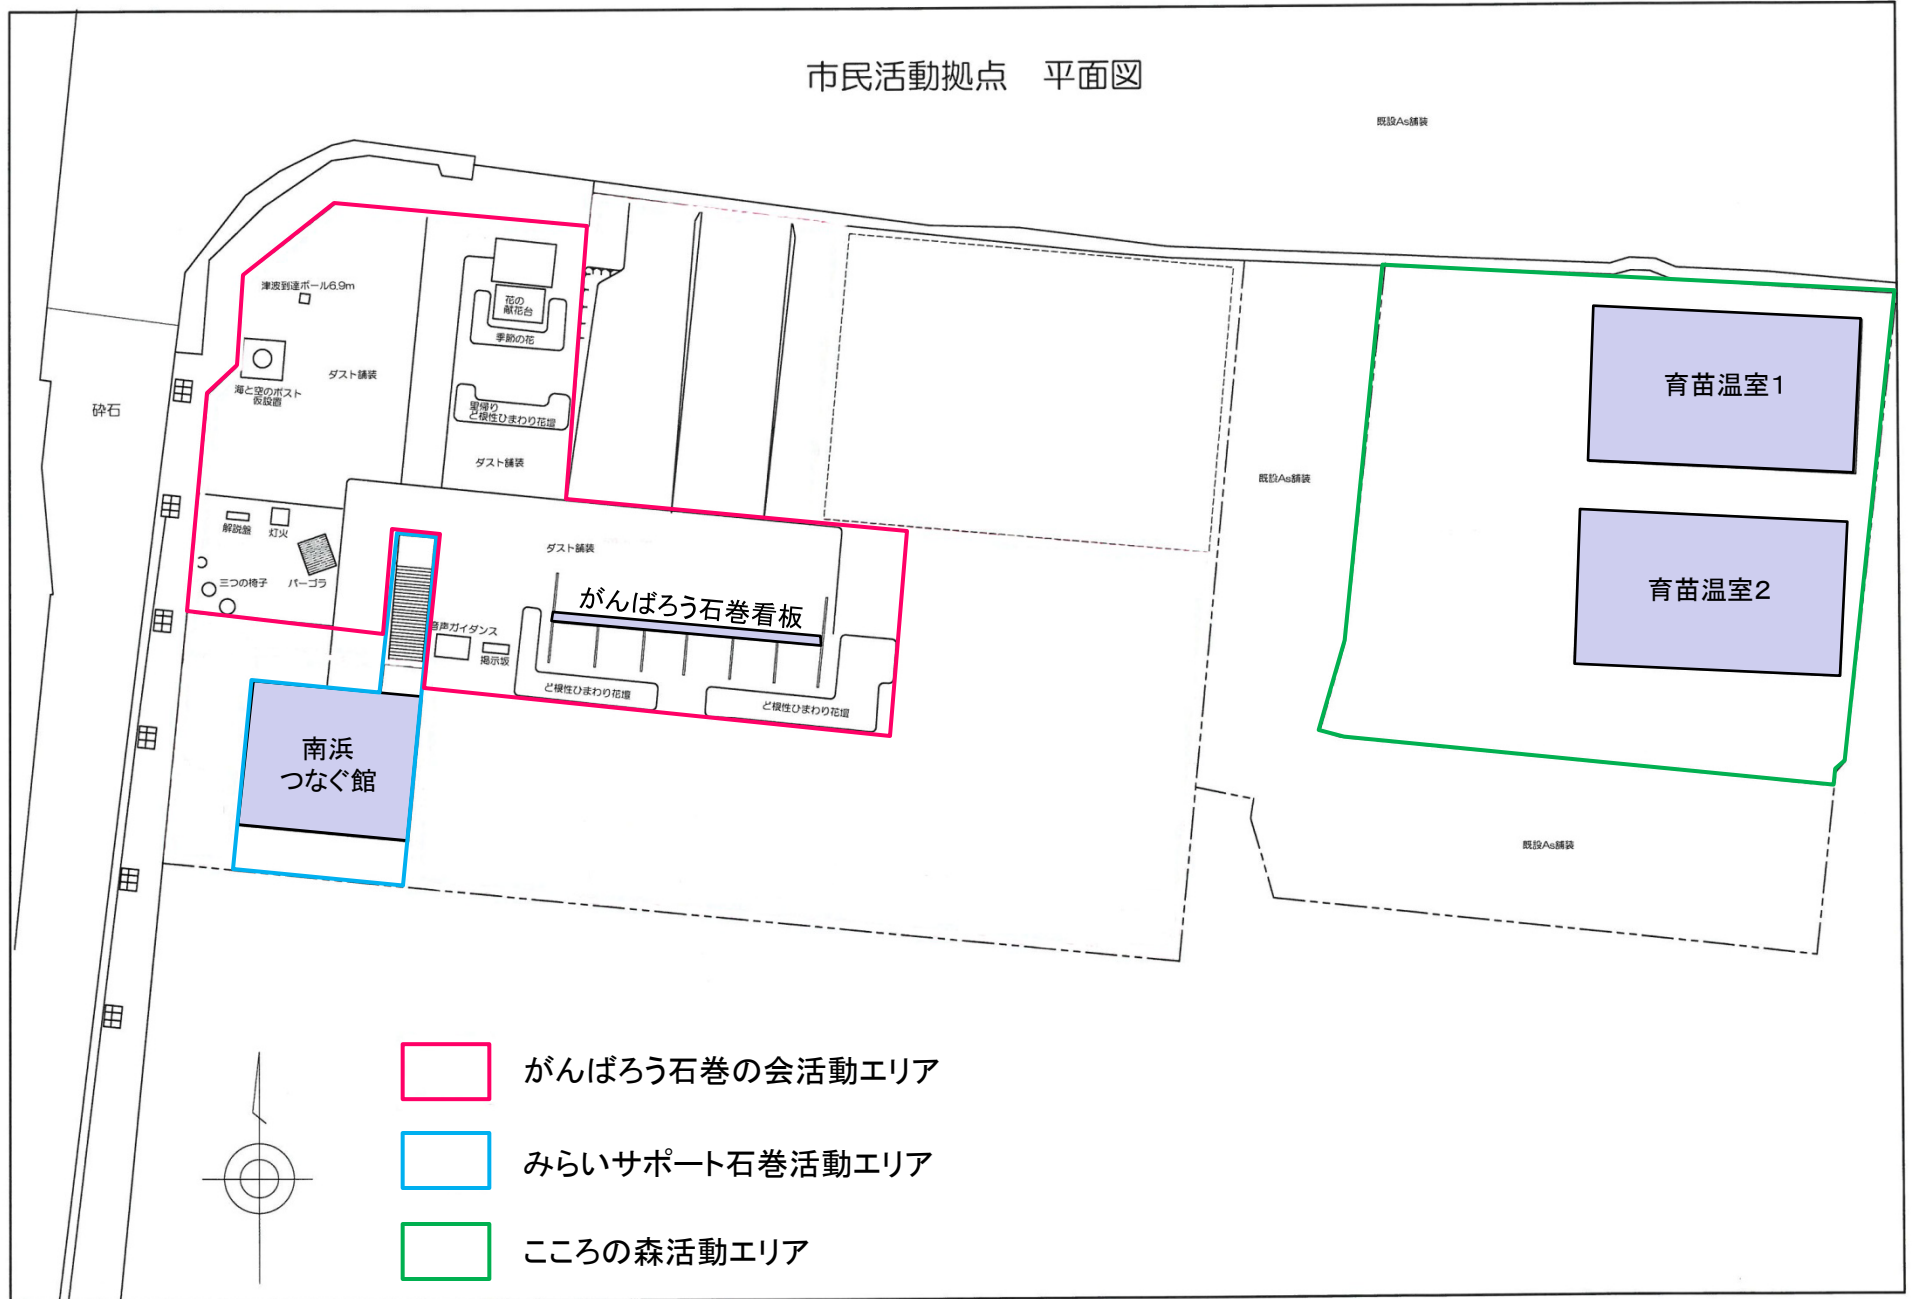 市民活動拠点　平面図
既設As舗装
津波到達ポール6.9m
花の
献花台
季節の花
ダスト舗装
海と空のポスト
仮設置
里帰り
ど根性ひまわり花壇
砕石
ダスト舗装
既設As舗装
育苗温室1
育苗温室2
解説盤
灯火
三つの椅子
パーゴラ
ダスト舗装
がんばろう石巻看板
音声ガイダンス
掲示板
ど根性ひまわり花壇
ど根性ひまわり花壇
南浜
つなぐ館
既設As舗装
がんばろう石巻の会活動エリア
みらいサポート石巻活動エリア
こころの森活動エリア